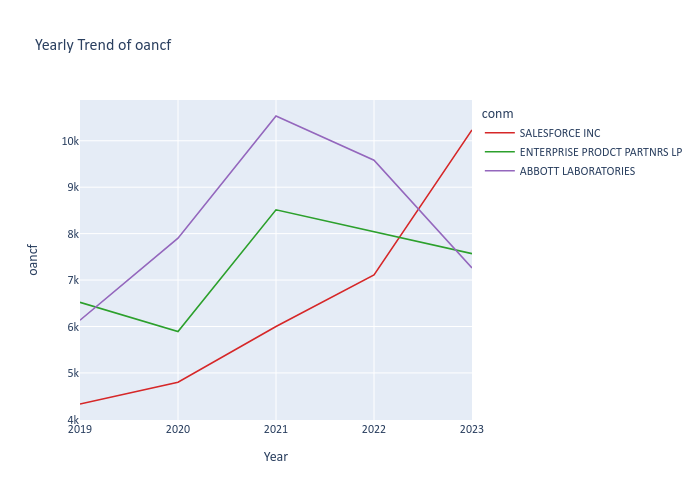 Yearly Trend of oancf
conm
SALESFORCE INC
ENTERPRISE PRODCT PARTNRS LP
ABBOTT LABORATORIES
10k
9k
8k
7k
6k
5k
4k
oancf
2019 2020 2021 2022 2023
Year